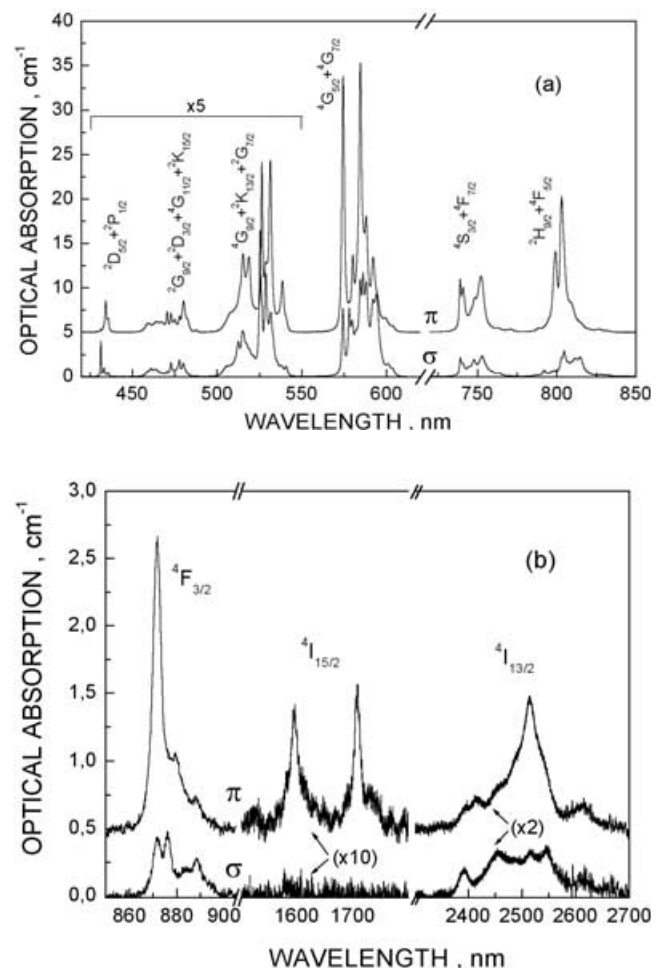 40
35
30
25
20
15
10
5
0
OPTICAL ABSORPTION , cm⁻¹
x5
(a)
²D₅/₂+²P₁/₂
²G₉/₂+²D₃/₂+⁴G₁₁/₂+²K₁₅/₂
⁴G₉/₂+²K₁₃/₂+²G₇/₂
⁴G₅/₂+⁴G₇/₂
⁴S₃/₂+⁴F₇/₂
²H₉/₂+⁴F₅/₂
π
σ
450 500 550 600 750 800 850
WAVELENGTH , nm
3,0
2,5
2,0
1,5
1,0
0,5
0,0
OPTICAL ABSORPTION , cm⁻¹
(b)
⁴F₃/₂
⁴I₁₅/₂
⁴I₁₃/₂
π
(x10)
(x2)
σ
860 880 900 1600 1700 2400 2500 2600 2700
WAVELENGTH , nm